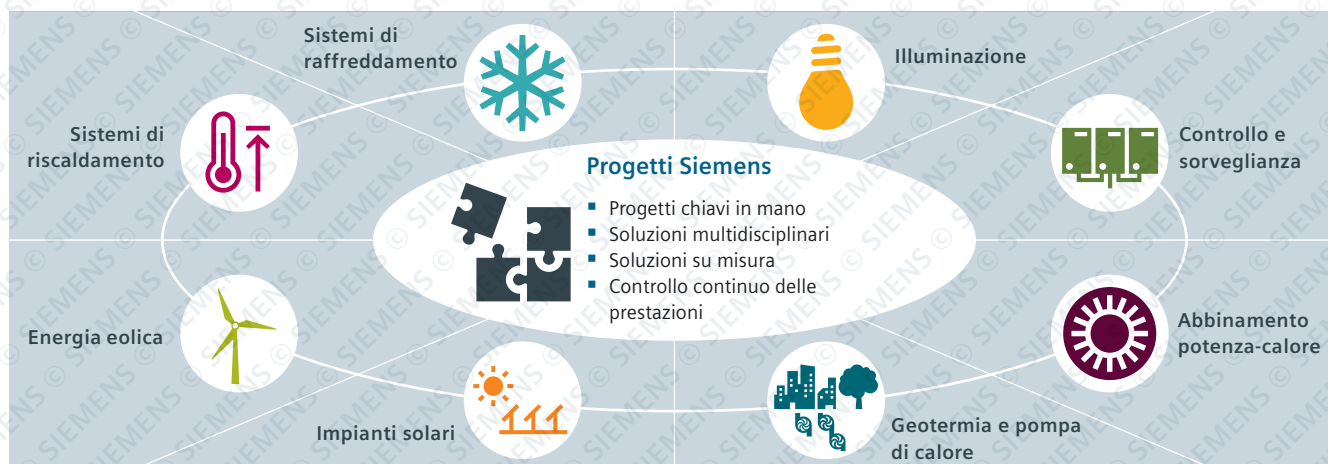 Sistemi di
raffreddamento
Illuminazione
Sistemi di
riscaldamento
Controllo e
sorveglianza
Progetti Siemens
▪ Progetti chiavi in mano
▪ Soluzioni multidisciplinari
▪ Soluzioni su misura
▪ Controllo continuo delle
prestazioni
Energia eolica
Abbinamento
potenza-calore
Impianti solari
Geotermia e pompa
di calore
SIEMENS ©